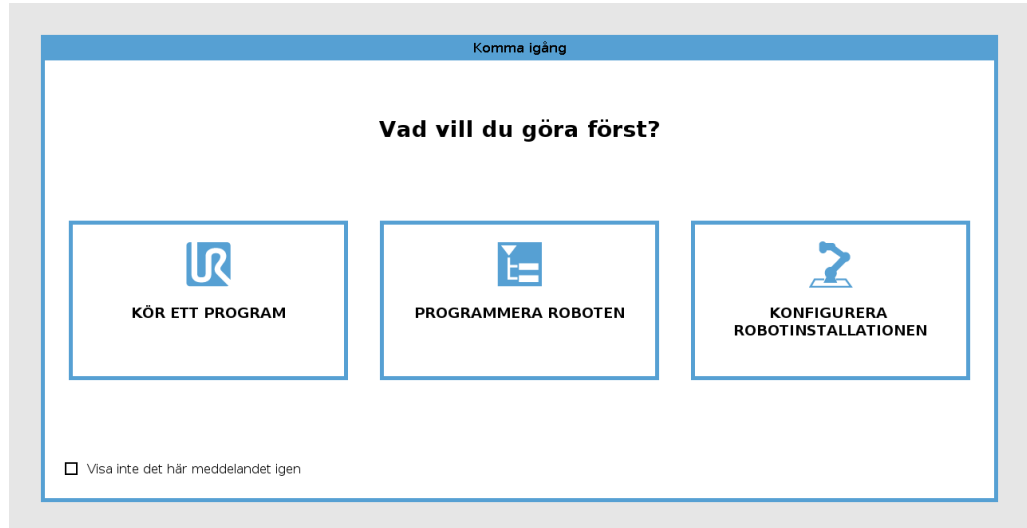 Komma igång
Vad vill du göra först?
KÖR ETT PROGRAM
PROGRAMMERA ROBOTEN
KONFIGURERA
ROBOTINSTALLATIONEN
Visa inte det här meddelandet igen